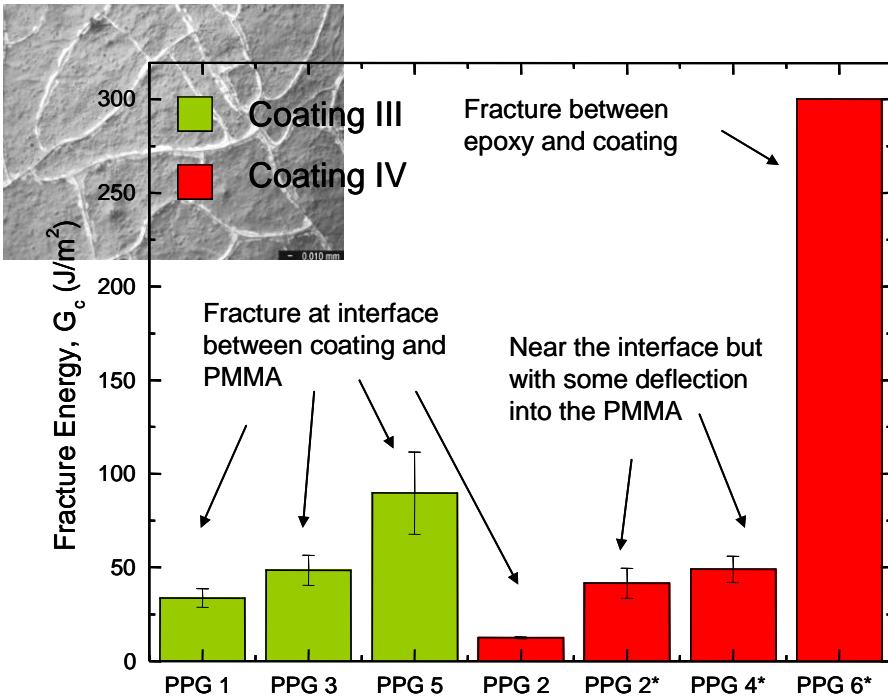 300
250
200
150
100
50
0
Fracture Energy, G_c (J/m²)
Coating III
Coating IV
Fracture between
epoxy and coating
0.010 mm
Fracture at interface
between coating and
PMMA
Near the interface but
with some deflection
into the PMMA
PPG 1
PPG 3
PPG 5
PPG 2
PPG 2*
PPG 4*
PPG 6*